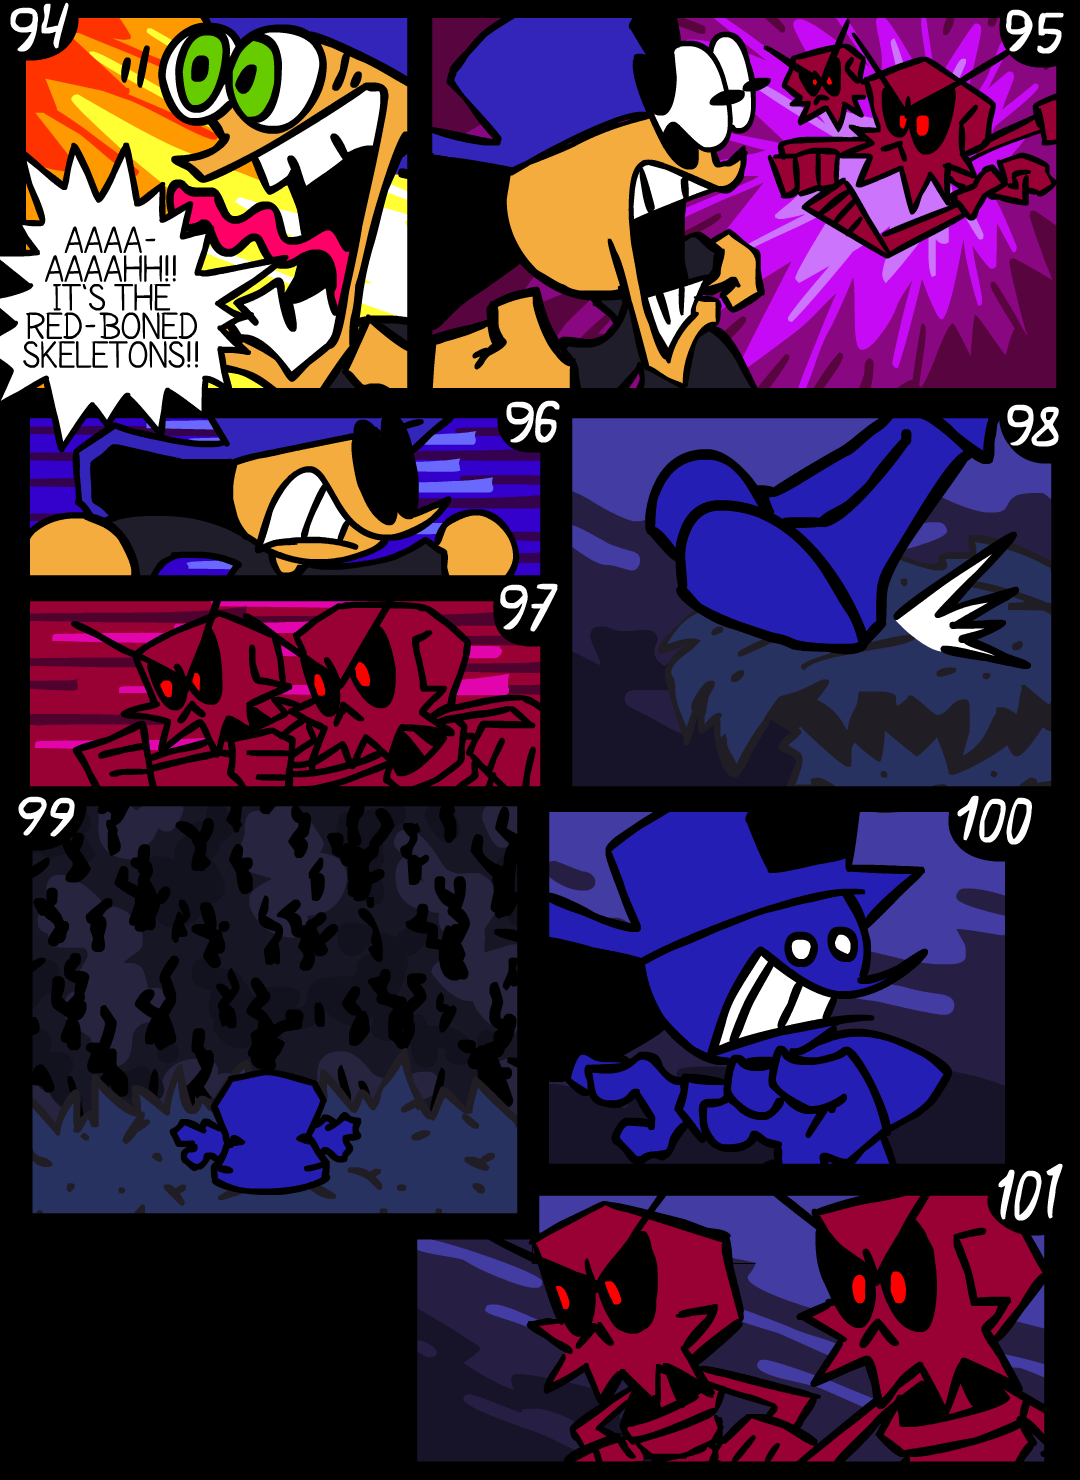 94
95
AAAA-
AAAAHH!!
IT'S THE
RED-BONED
SKELETONS!!
96
98
97
99
100
101